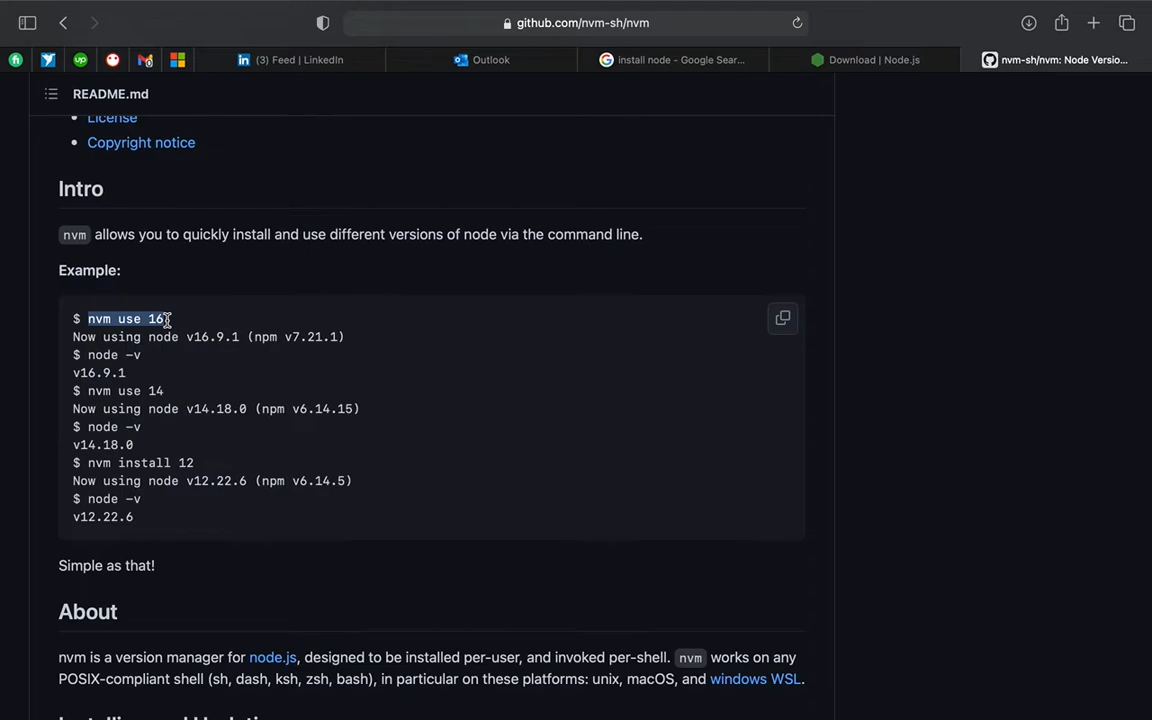 github.com/nvm-sh/nvm
(3) Feed | LinkedIn
Outlook
install node - Google Sear...
Download | Node.js
nvm-sh/nvm: Node Versio...
README.md
License
Copyright notice
Intro
nvm allows you to quickly install and use different versions of node via the command line.
Example:
$ nvm use 16
Now using node v16.9.1 (npm v7.21.1)
$ node -v
v16.9.1
$ nvm use 14
Now using node v14.18.0 (npm v6.14.15)
$ node -v
v14.18.0
$ nvm install 12
Now using node v12.22.6 (npm v6.14.5)
$ node -v
v12.22.6
Simple as that!
About
nvm is a version manager for node.js, designed to be installed per-user, and invoked per-shell. nvm works on any
POSIX-compliant shell (sh, dash, ksh, zsh, bash), in particular on these platforms: unix, macOS, and windows WSL.